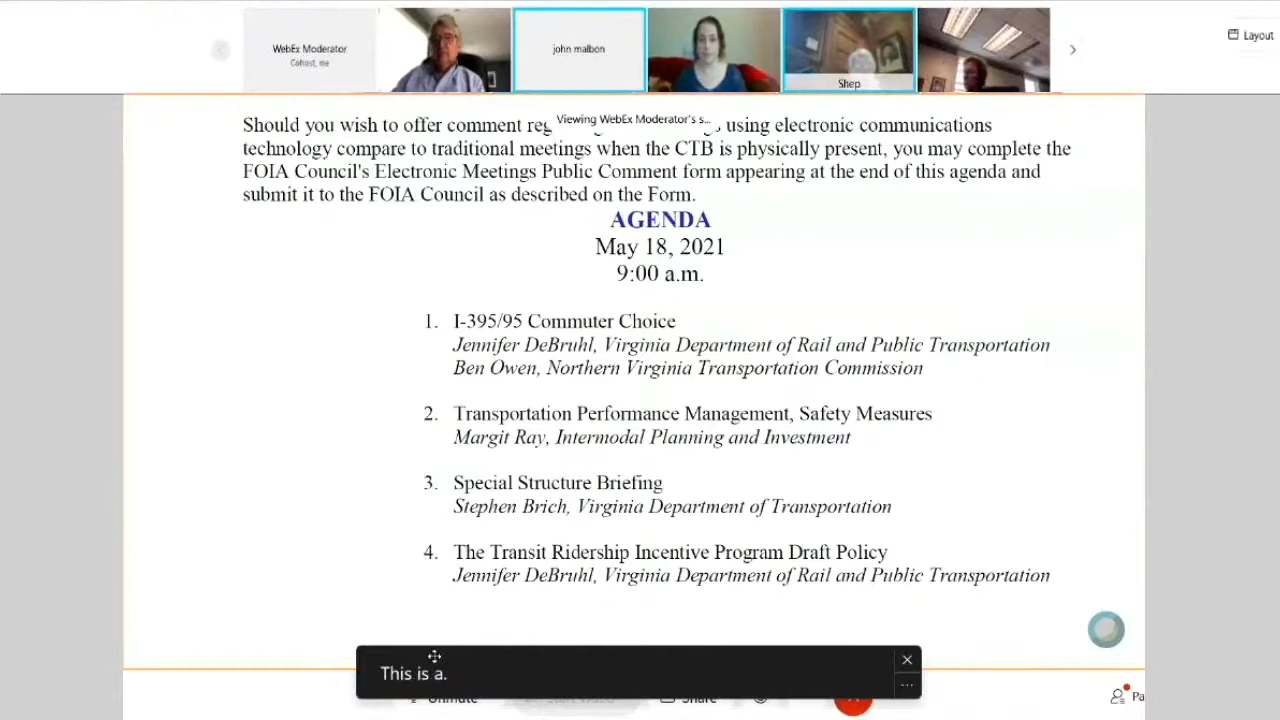 WebEx Moderator
Cohost, me
john malbon
Shep
Layout
Viewing WebEx Moderator's s...
Should you wish to offer comment using electronic communications
technology compare to traditional meetings when the CTB is physically present, you may complete the
FOIA Council's Electronic Meetings Public Comment form appearing at the end of this agenda and
submit it to the FOIA Council as described on the Form.
AGENDA
May 18, 2021
9:00 a.m.
1. I-395/95 Commuter Choice
Jennifer DeBruhl, Virginia Department of Rail and Public Transportation
Ben Owen, Northern Virginia Transportation Commission
2. Transportation Performance Management, Safety Measures
Margit Ray, Intermodal Planning and Investment
3. Special Structure Briefing
Stephen Brich, Virginia Department of Transportation
4. The Transit Ridership Incentive Program Draft Policy
Jennifer DeBruhl, Virginia Department of Rail and Public Transportation
This is a.
Unmute
Share
Pa